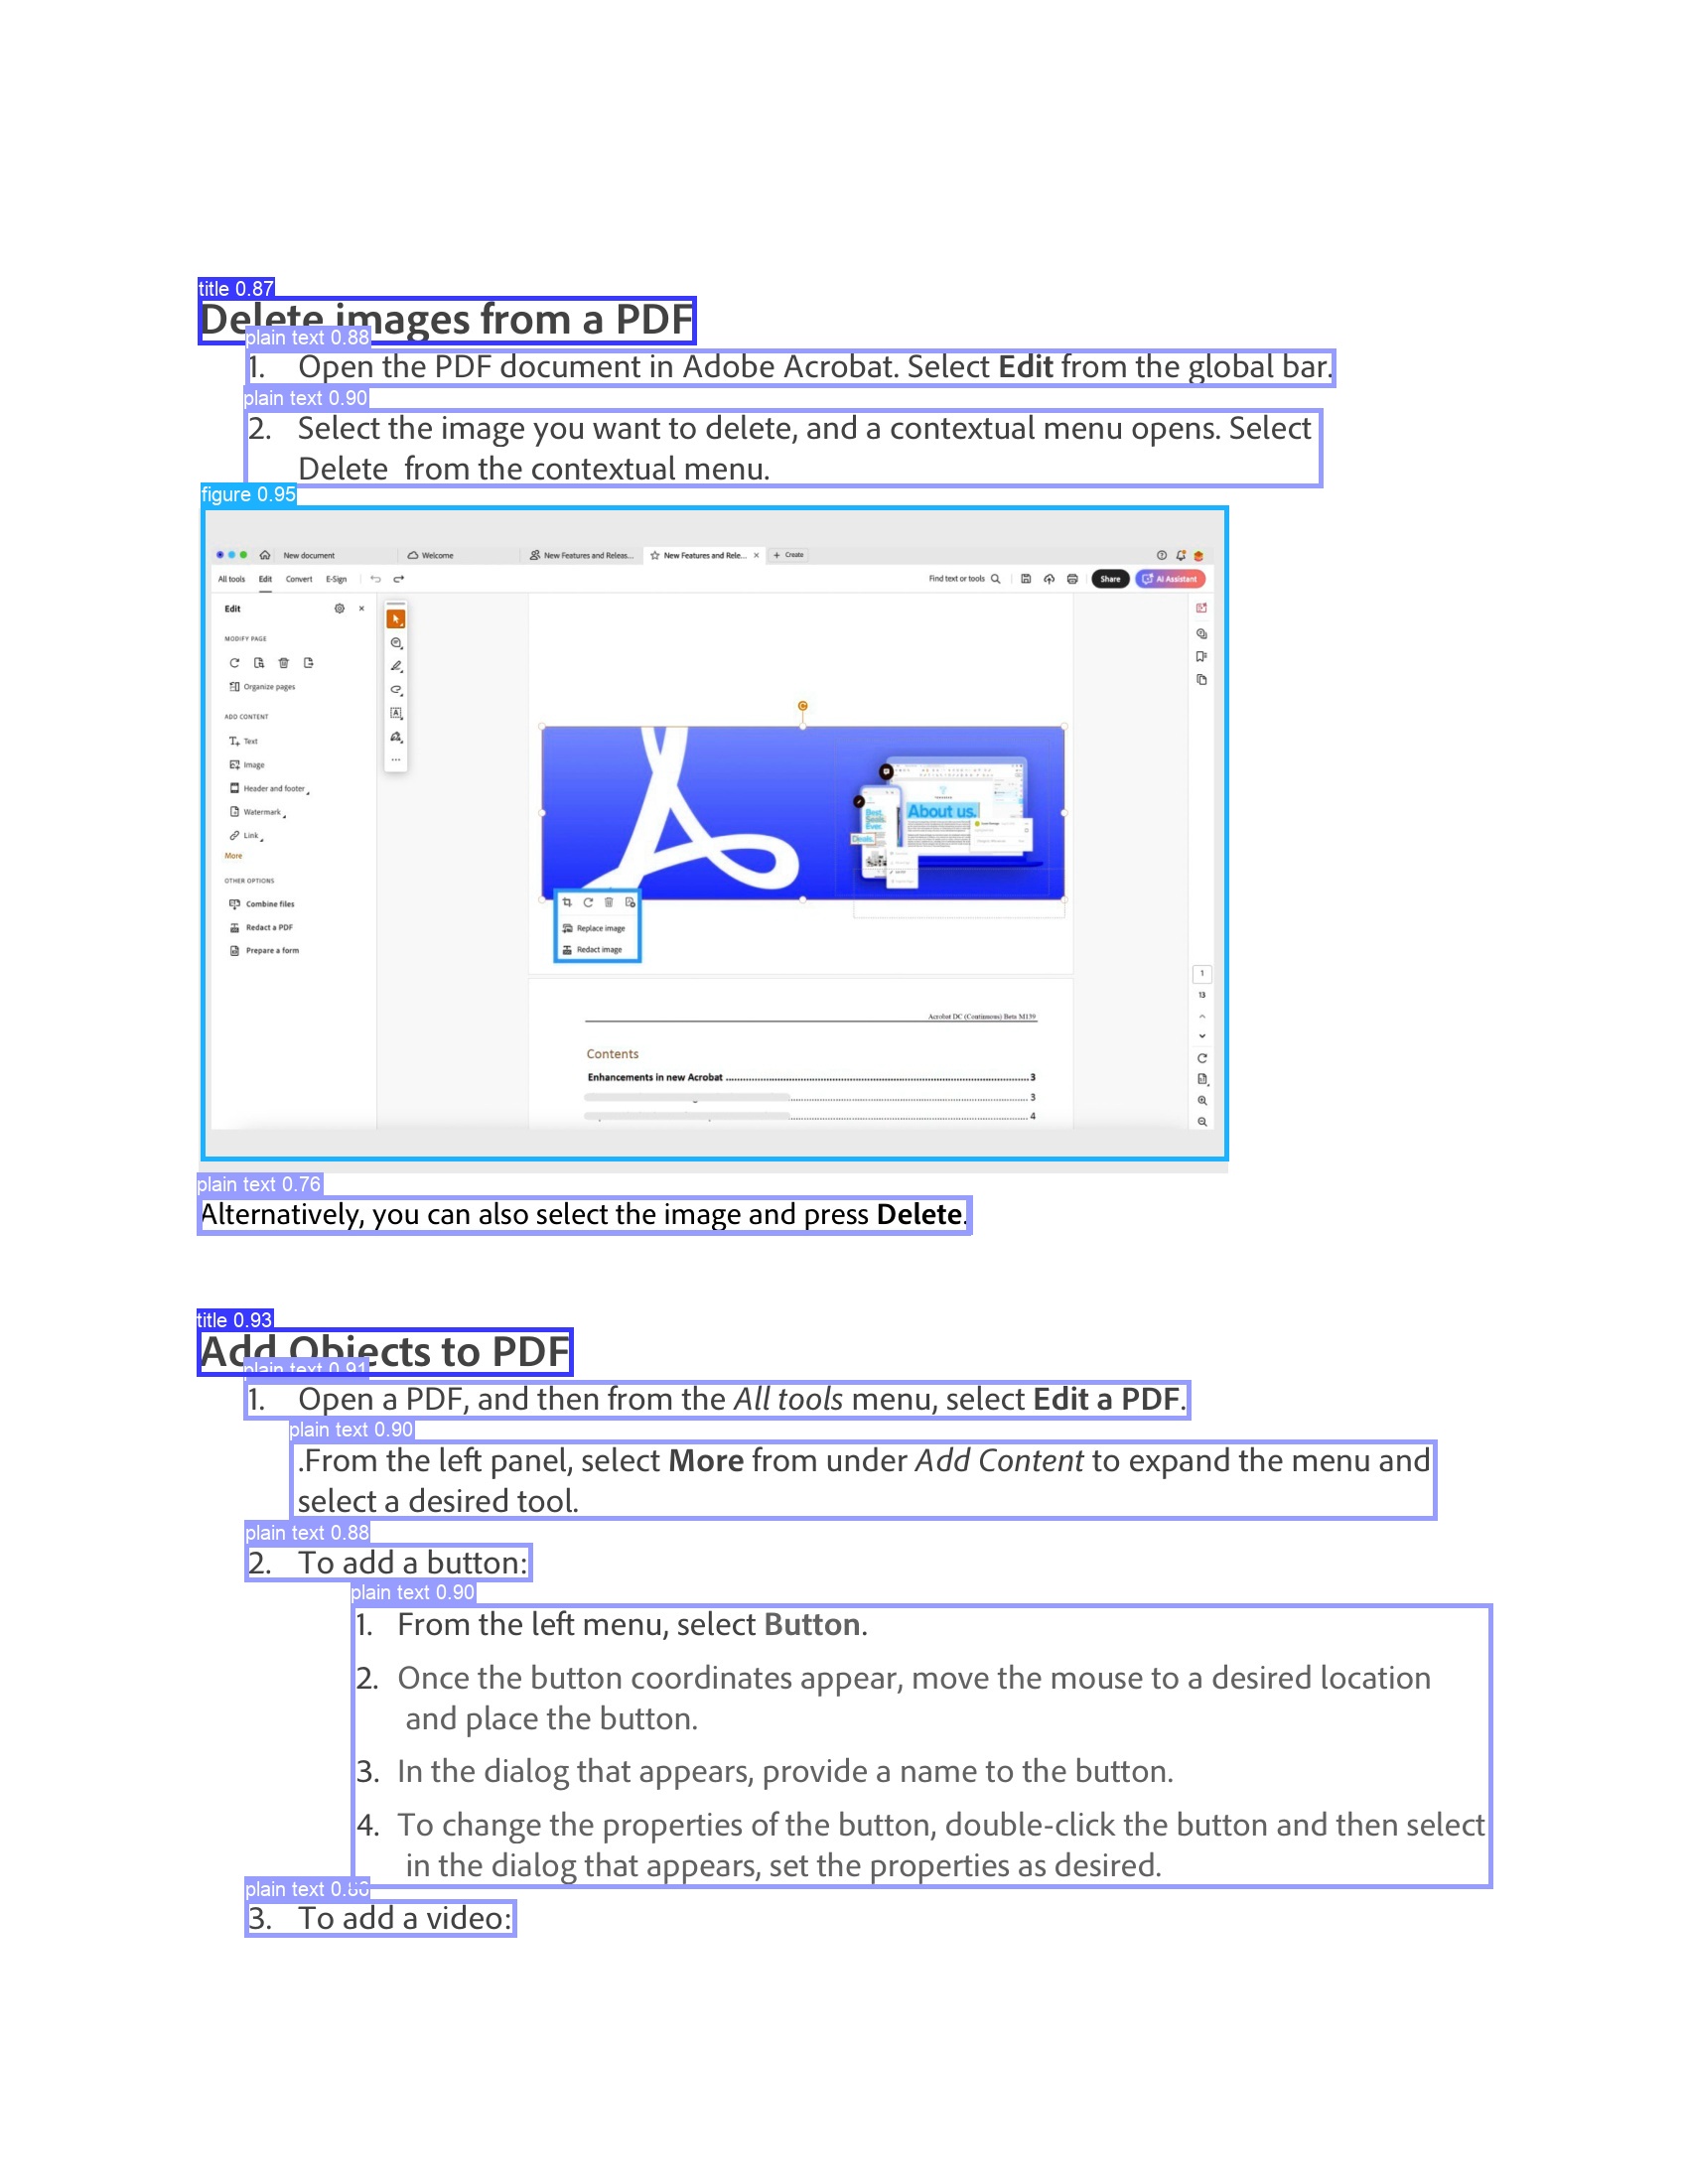 title 0.87
Delete images from a PDF
plain text 0.88
1. Open the PDF document in Adobe Acrobat. Select Edit from the global bar.
plain text 0.90
2. Select the image you want to delete, and a contextual menu opens. Select
Delete from the contextual menu.
figure 0.95
New document
Welcome
New Features and Releas...
New Features and Rele...
× + Create
All tools Edit Convert E-Sign
Find text or tools
Share
AI Assistant
Edit ×
MODIFY PAGE
Organize pages
ADD CONTENT
Text
Image
Header and footer
Watermark
Link
More
OTHER OPTIONS
Combine files
Redact a PDF
Prepare a form
Best.
Seats.
Ever.
Details.
About us.
Replace image
Redact image
1
13
Acrobat DC (Continuous) Beta M139
Contents
Enhancements in new Acrobat 3
3
4
plain text 0.76
Alternatively, you can also select the image and press Delete.
title 0.93
Add Objects to PDF
plain text 0.91
1. Open a PDF, and then from the All tools menu, select Edit a PDF.
plain text 0.90
.From the left panel, select More from under Add Content to expand the menu and
select a desired tool.
plain text 0.88
2. To add a button:
plain text 0.90
1. From the left menu, select Button.
2. Once the button coordinates appear, move the mouse to a desired location
and place the button.
3. In the dialog that appears, provide a name to the button.
4. To change the properties of the button, double-click the button and then select
in the dialog that appears, set the properties as desired.
plain text
3. To add a video: